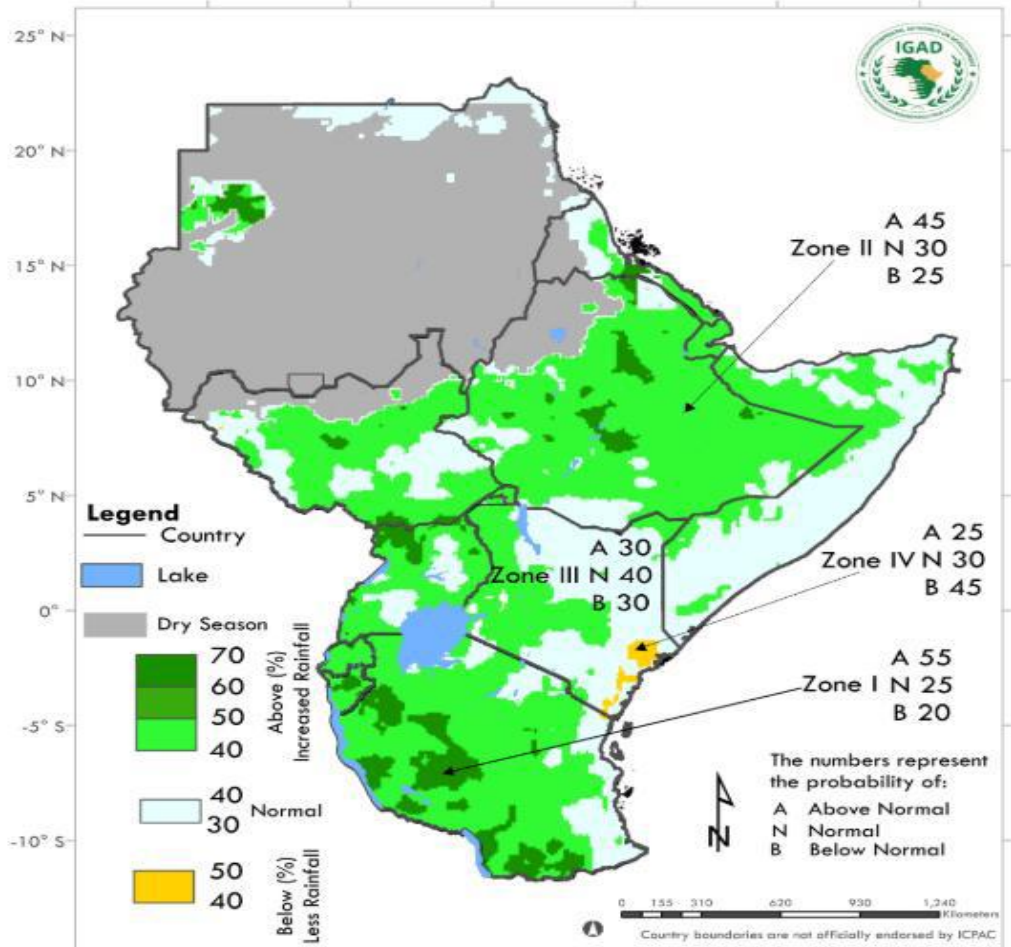 25° N
20° N
15° N
10° N
5° N
0°
-5° S
-10° S
IGAD
A 45
Zone II N 30
B 25
A 25
Zone IV N 30
B 45
A 30
Zone III N 40
B 30
A 55
Zone I N 25
B 20
Legend
Country
Lake
Dry Season
70
60
50
40
Above (%)
Increased Rainfall
40
30
Normal
50
40
Below (%)
Less Rainfall
The numbers represent
the probability of:
A Above Normal
N Normal
B Below Normal
N
0 155 310 620 930 1,240
Kilometers
Country boundaries are not officially endorsed by ICPAC